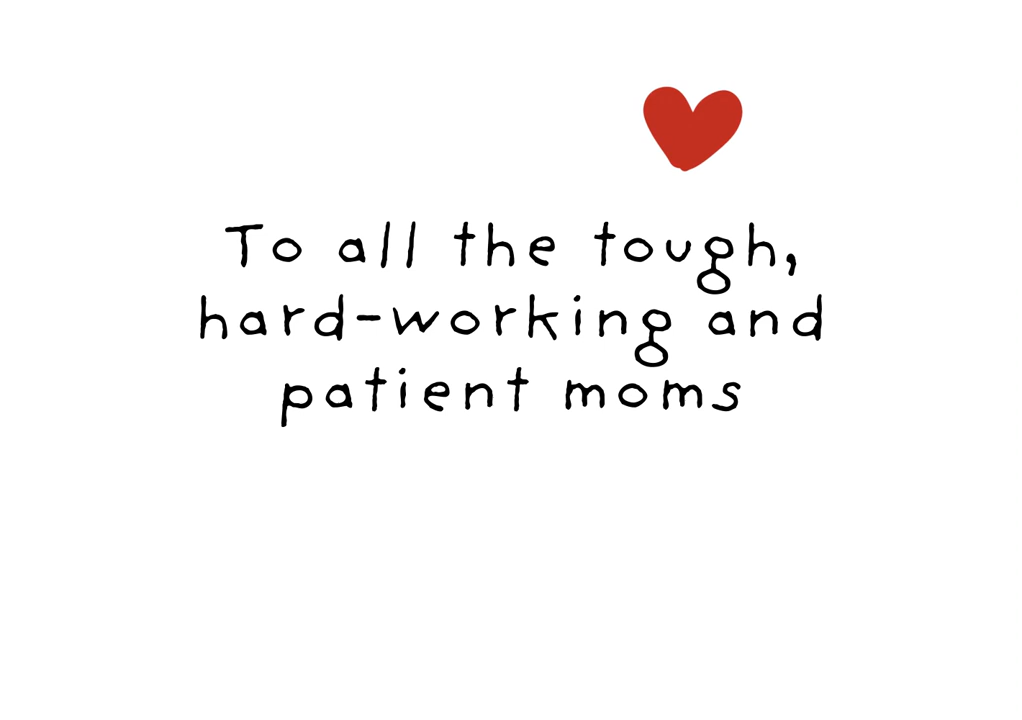 To all the tough,
hard-working and
patient moms